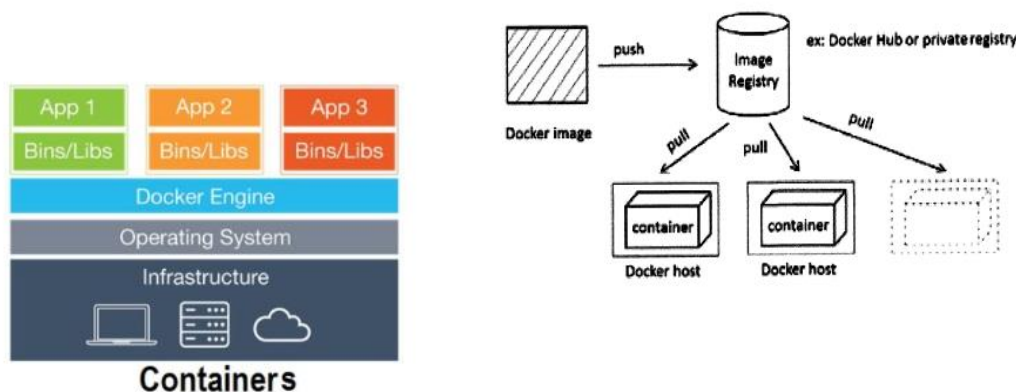 App 1
App 2
App 3
Bins/Libs
Bins/Libs
Bins/Libs
Docker Engine
Operating System
Infrastructure
Containers
push
Image
Registry
ex: Docker Hub or private registry
Docker image
pull
pull
pull
container
container
Docker host
Docker host